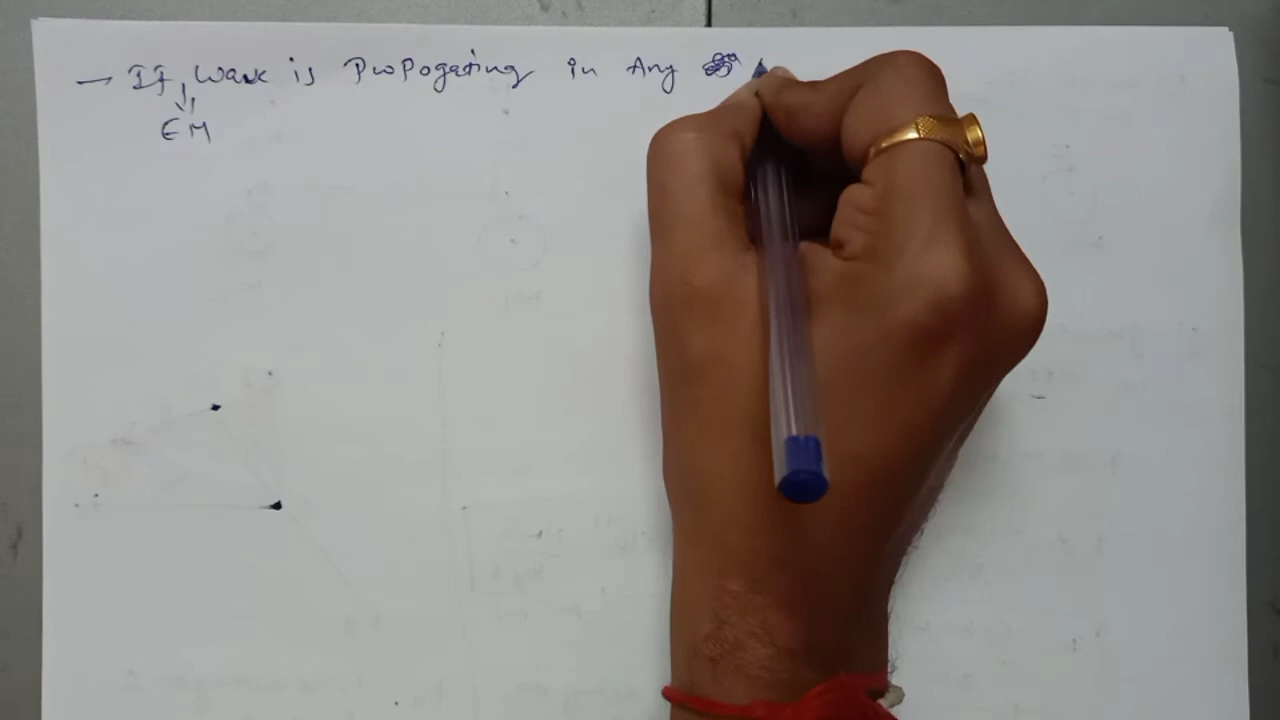 → If wave is Propogating in Any
EM